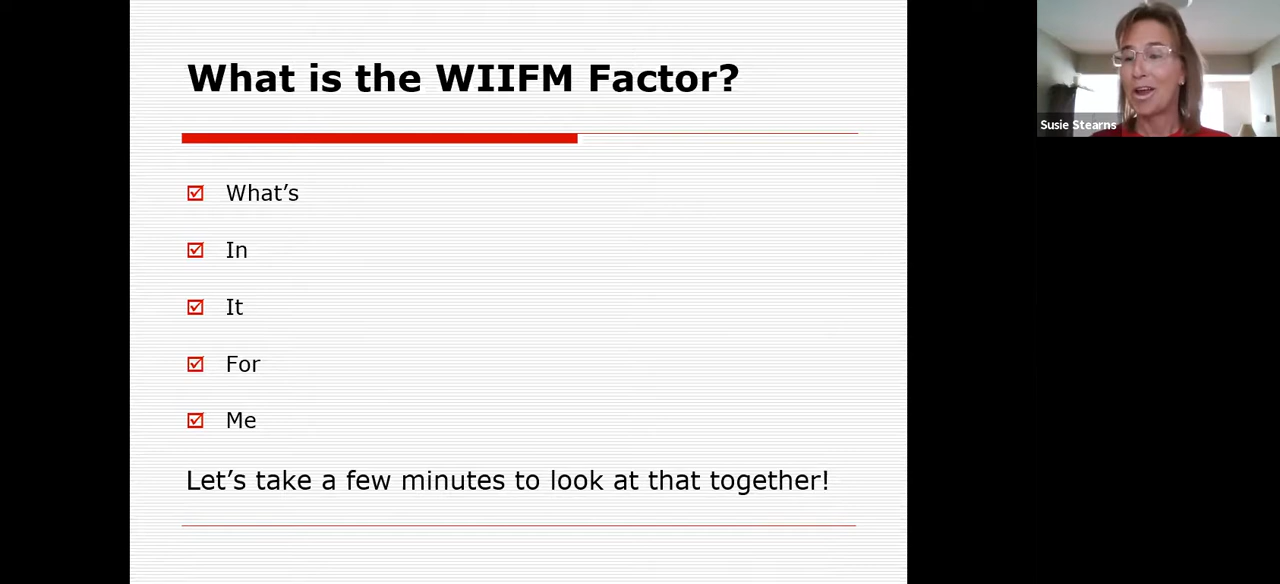 What is the WIIFM Factor?
What’s
In
It
For
Me
Let’s take a few minutes to look at that together!
Susie Stearns